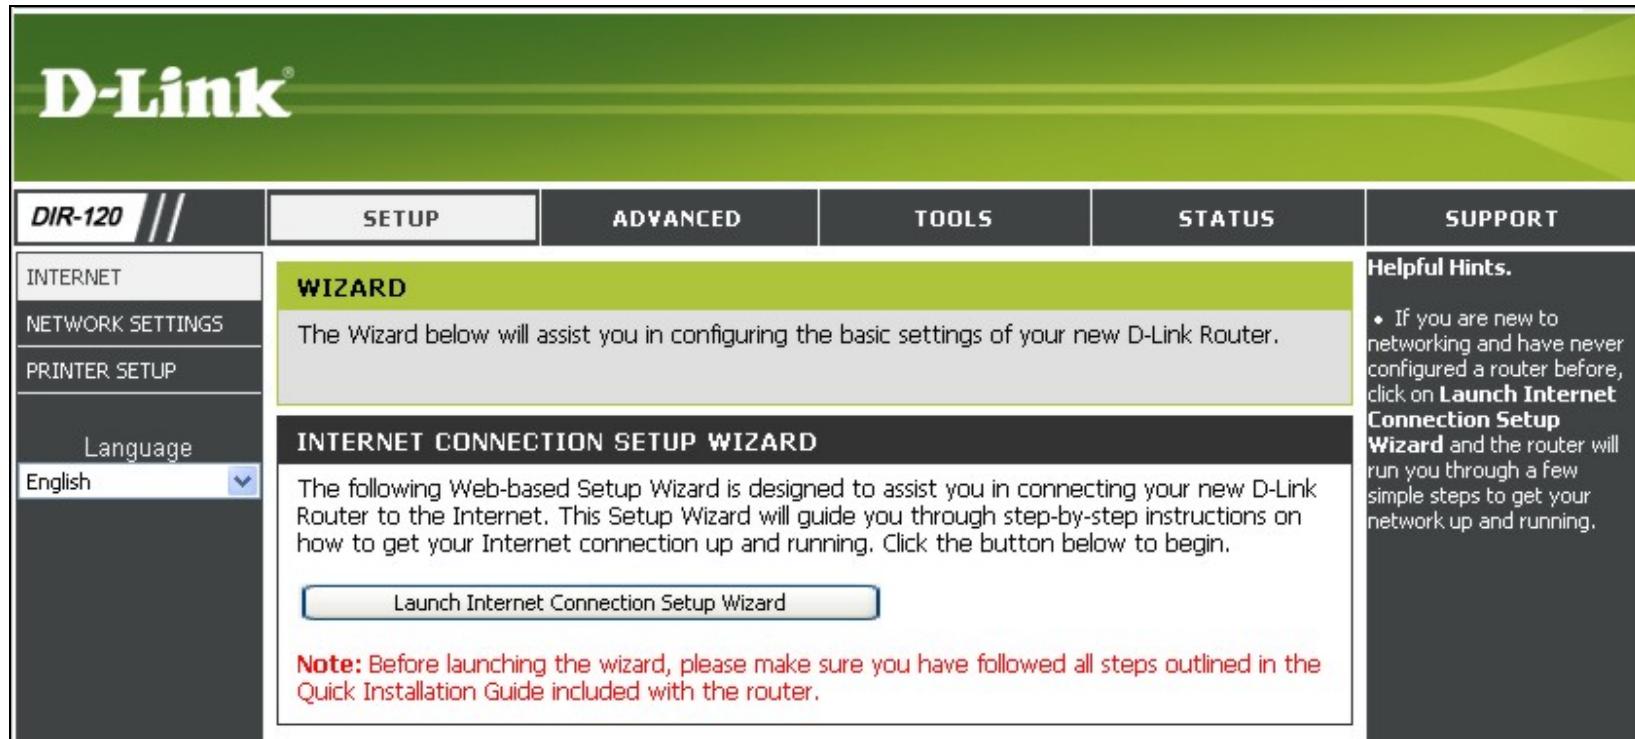 D-Link®
DIR-120
SETUP
ADVANCED
TOOLS
STATUS
SUPPORT
INTERNET
NETWORK SETTINGS
PRINTER SETUP
Language
English
WIZARD
The Wizard below will assist you in configuring the basic settings of your new D-Link Router.
INTERNET CONNECTION SETUP WIZARD
The following Web-based Setup Wizard is designed to assist you in connecting your new D-Link
Router to the Internet. This Setup Wizard will guide you through step-by-step instructions on
how to get your Internet connection up and running. Click the button below to begin.
Launch Internet Connection Setup Wizard
Note: Before launching the wizard, please make sure you have followed all steps outlined in the
Quick Installation Guide included with the router.
Helpful Hints.
• If you are new to
networking and have never
configured a router before,
click on Launch Internet
Connection Setup
Wizard and the router will
run you through a few
simple steps to get your
network up and running.